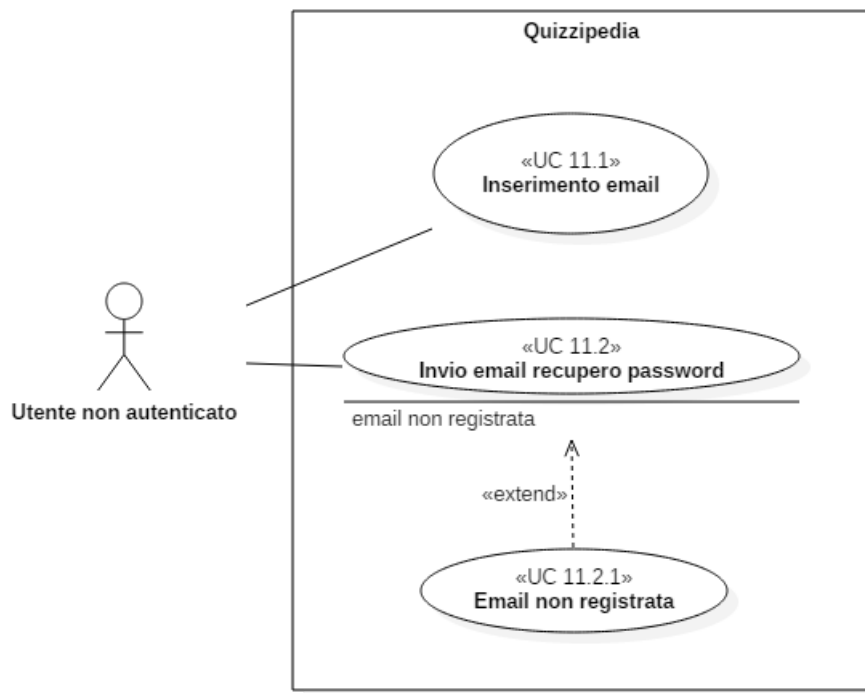 Quizzipedia
«UC 11.1»
Inserimento email
«UC 11.2»
Invio email recupero password
Utente non autenticato
email non registrata
«extend»
«UC 11.2.1»
Email non registrata